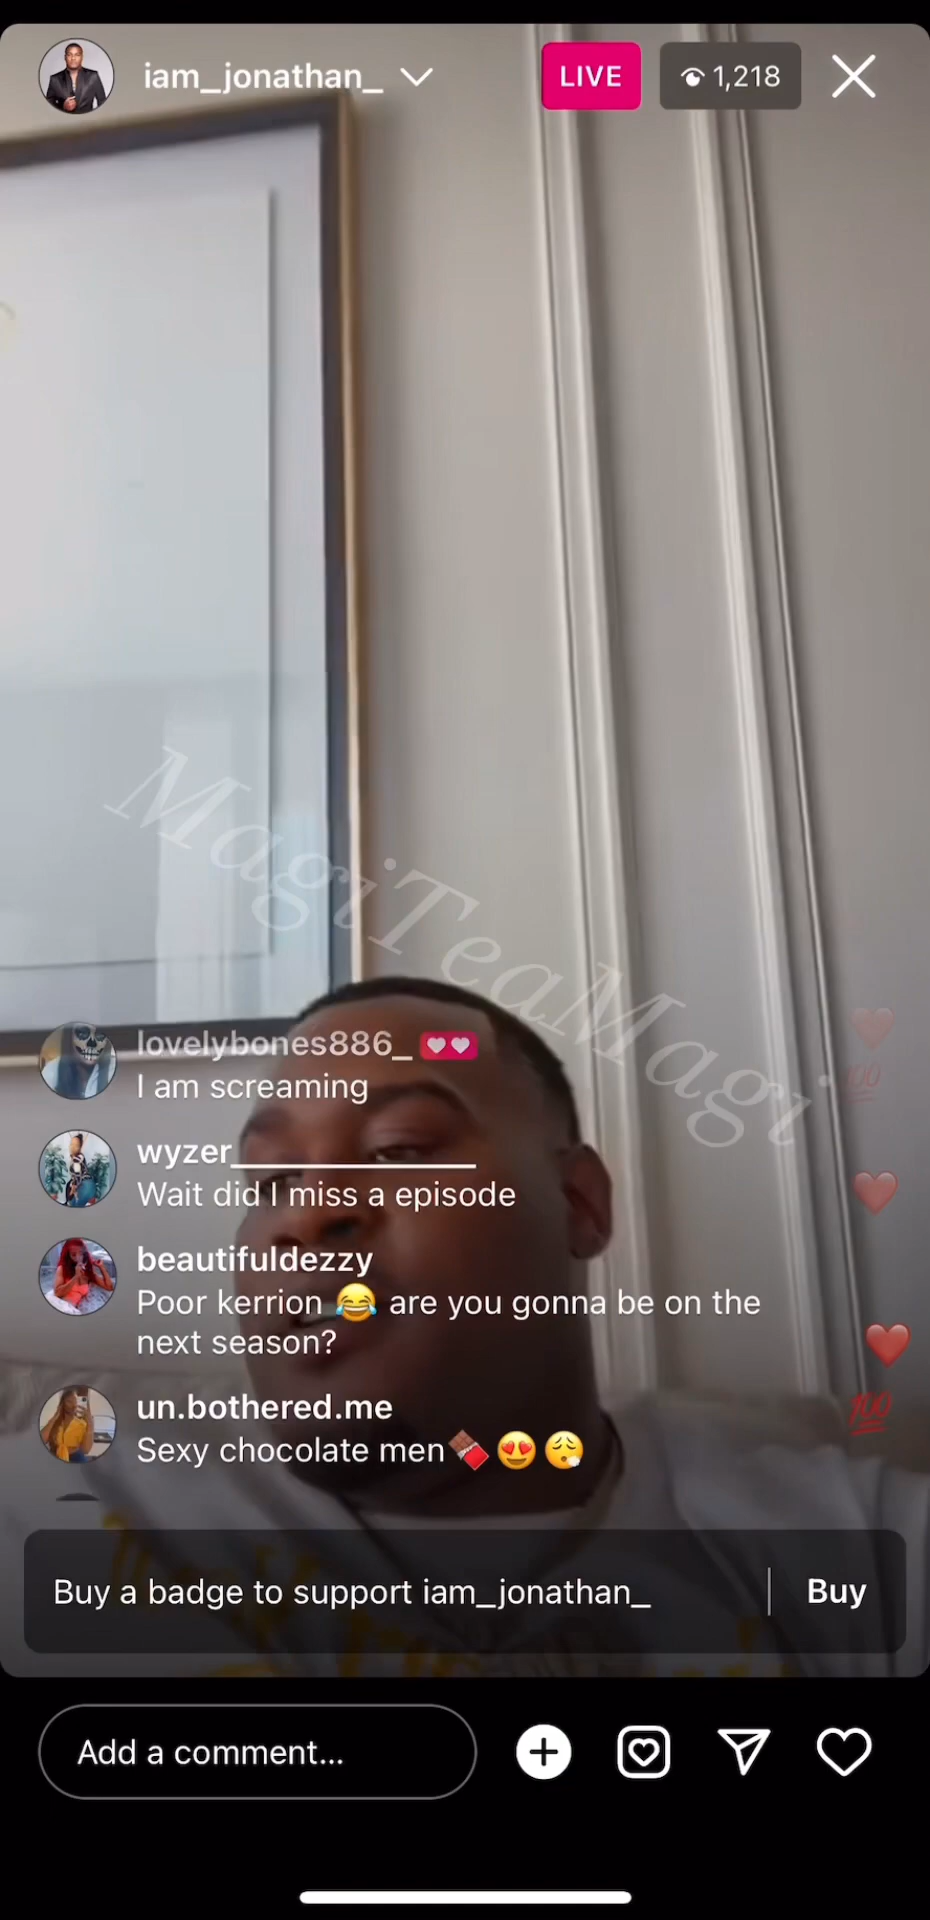 iam_jonathan_
LIVE
1,218
MagiTeaMagi
lovelybones886_
I am screaming
wyzer_______________
Wait did I miss a episode
beautifuldezzy
Poor kerrion 😂 are you gonna be on the
next season?
un.bothered.me
Sexy chocolate men🍫😍😮‍💨
Buy a badge to support iam_jonathan_
Buy
Add a comment...